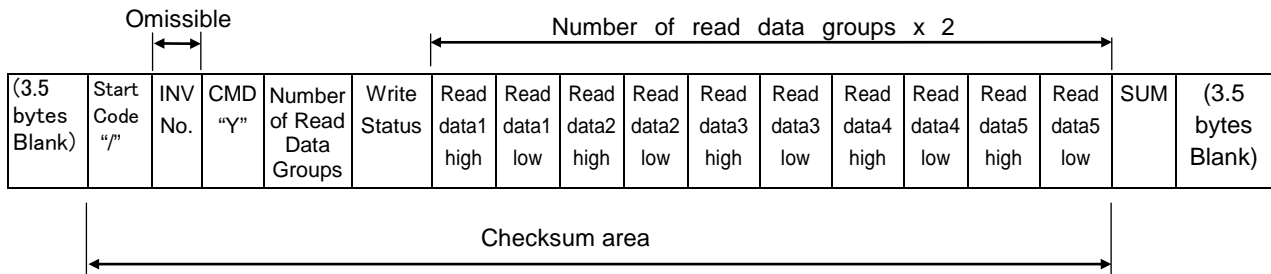 Omissible
Number of read data groups x 2
(3.5 bytes Blank)
Start Code “/”
INV No.
CMD “Y”
Number of Read Data Groups
Write Status
Read data1 high
Read data1 low
Read data2 high
Read data2 low
Read data3 high
Read data3 low
Read data4 high
Read data4 low
Read data5 high
Read data5 low
SUM
(3.5 bytes Blank)
Checksum area